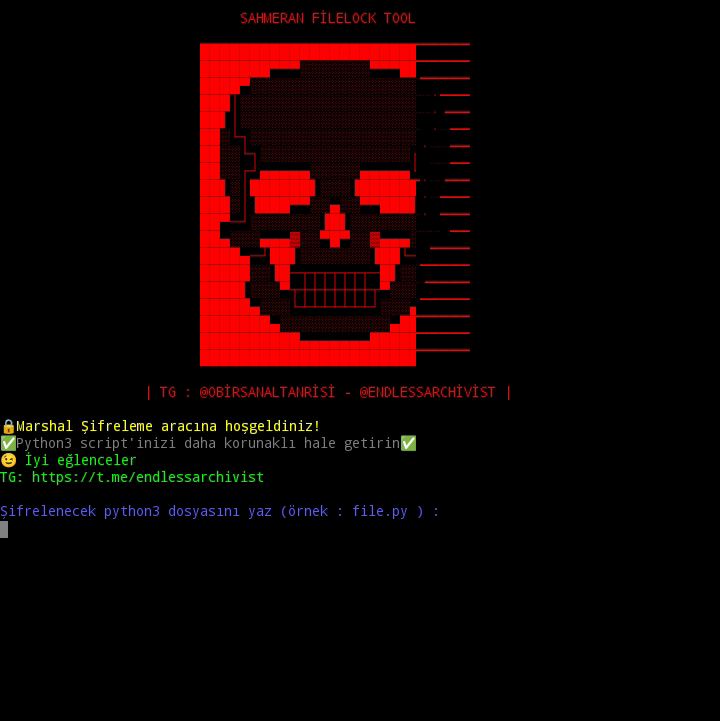 SAHMERAN FİLELOCK TOOL
| TG : @OBİRSANALTANRİSİ - @ENDLESSARCHİVİST |
🔒Marshal Şifreleme aracına hoşgeldiniz!
✅Python3 script'inizi daha korunaklı hale getirin✅
😉 İyi eğlenceler
TG: https://t.me/endlessarchivist
Şifrelenecek python3 dosyasını yaz (örnek : file.py ) :